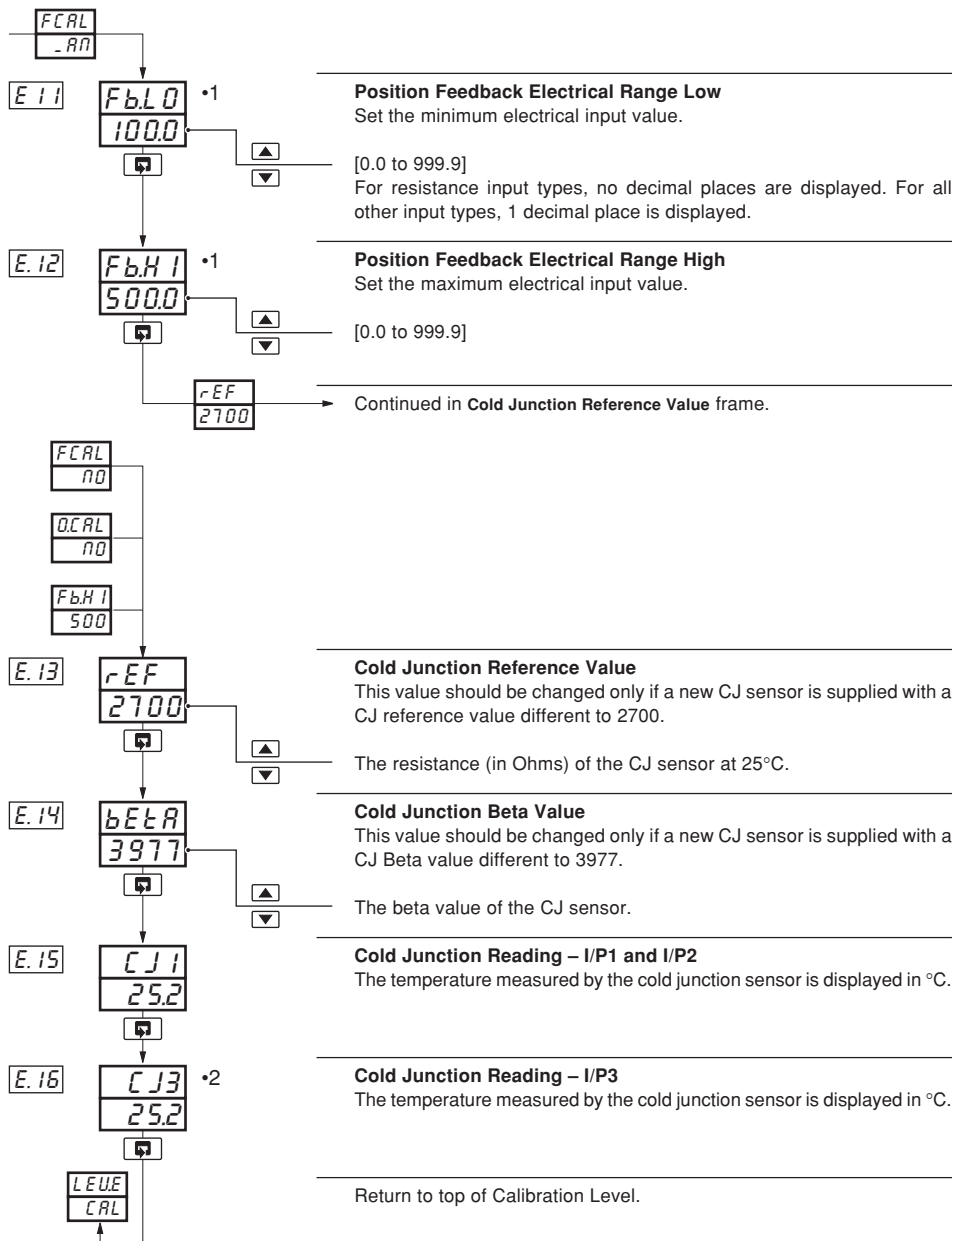 FCAL
_An
E 11
Fb.LO
•1
100.0
Position Feedback Electrical Range Low
Set the minimum electrical input value.
[0.0 to 999.9]
For resistance input types, no decimal places are displayed. For all
other input types, 1 decimal place is displayed.
E.12
Fb.HI
•1
500.0
Position Feedback Electrical Range High
Set the maximum electrical input value.
[0.0 to 999.9]
rEF
2700
Continued in Cold Junction Reference Value frame.
FCAL
nO
O.CAL
nO
Fb.HI
500
E.13
rEF
2700
Cold Junction Reference Value
This value should be changed only if a new CJ sensor is supplied with a
CJ reference value different to 2700.
The resistance (in Ohms) of the CJ sensor at 25°C.
E.14
bEtA
3977
Cold Junction Beta Value
This value should be changed only if a new CJ sensor is supplied with a
CJ Beta value different to 3977.
The beta value of the CJ sensor.
E.15
CJ1
25.2
Cold Junction Reading – I/P1 and I/P2
The temperature measured by the cold junction sensor is displayed in °C.
E.16
CJ3
•2
25.2
Cold Junction Reading – I/P3
The temperature measured by the cold junction sensor is displayed in °C.
LEU.E
CAL
Return to top of Calibration Level.